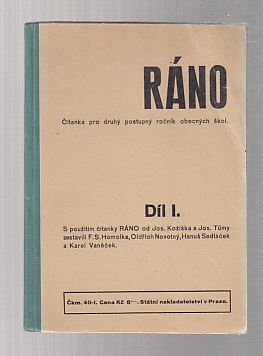 RÁNO
Čítanka pro druhý postupný ročník obecných škol.
Díl I.
S použitím čítanky RÁNO od Jos. Kožíška a Jos. Tůmy
sestavili F. S. Homolka, Oldřich Novotný, Hanuš Sedláček
a Karel Vaněček.
Čkm. 40-I. Cena Kč 8·—. Státní nakladatelství v Praze.